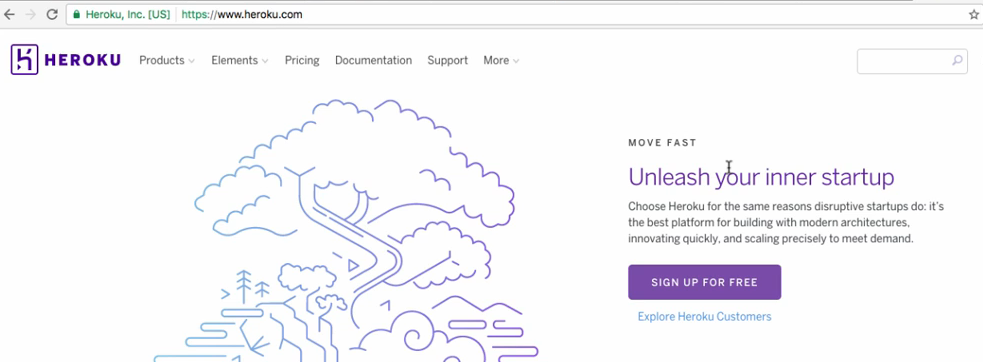 Heroku, Inc. [US] https://www.heroku.com
HEROKU Products Elements Pricing Documentation Support More
MOVE FAST
Unleash your inner startup
Choose Heroku for the same reasons disruptive startups do: it's
the best platform for building with modern architectures,
innovating quickly, and scaling precisely to meet demand.
SIGN UP FOR FREE
Explore Heroku Customers